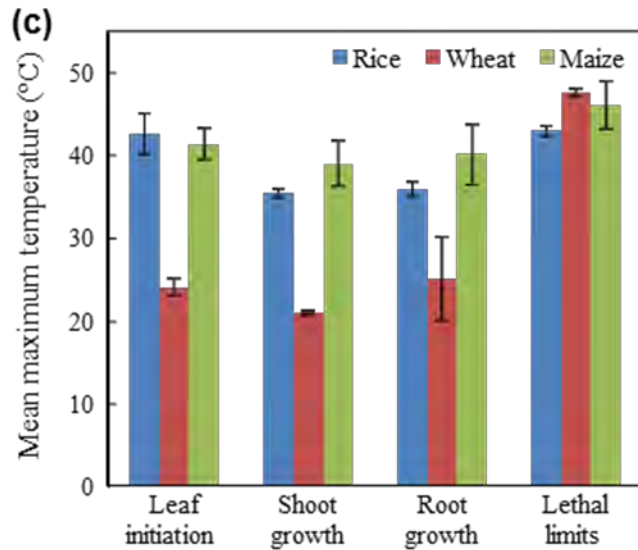 (c)
Rice Wheat Maize
Mean maximum temperature (°C)
50
40
30
20
10
0
Leaf initiation
Shoot growth
Root growth
Lethal limits